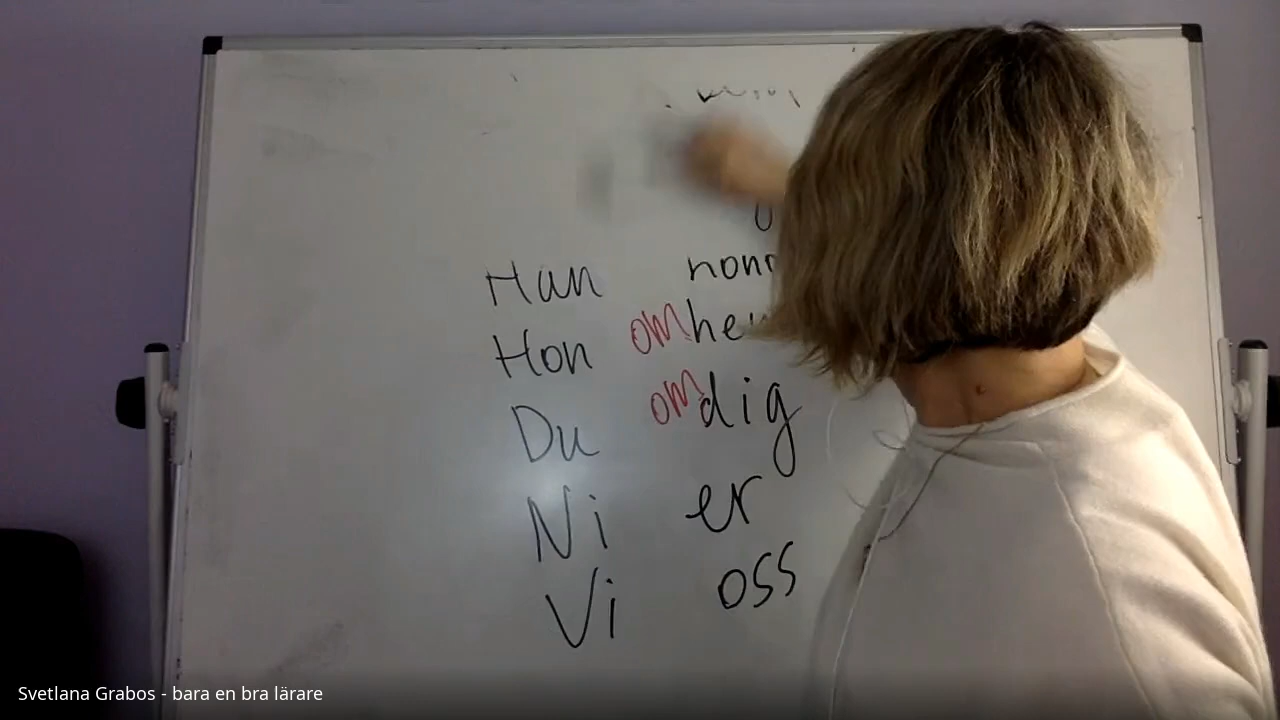 Han
Hon om
Du om dig
Ni er
Vi oss
Svetlana Grabos - bara en bra lärare